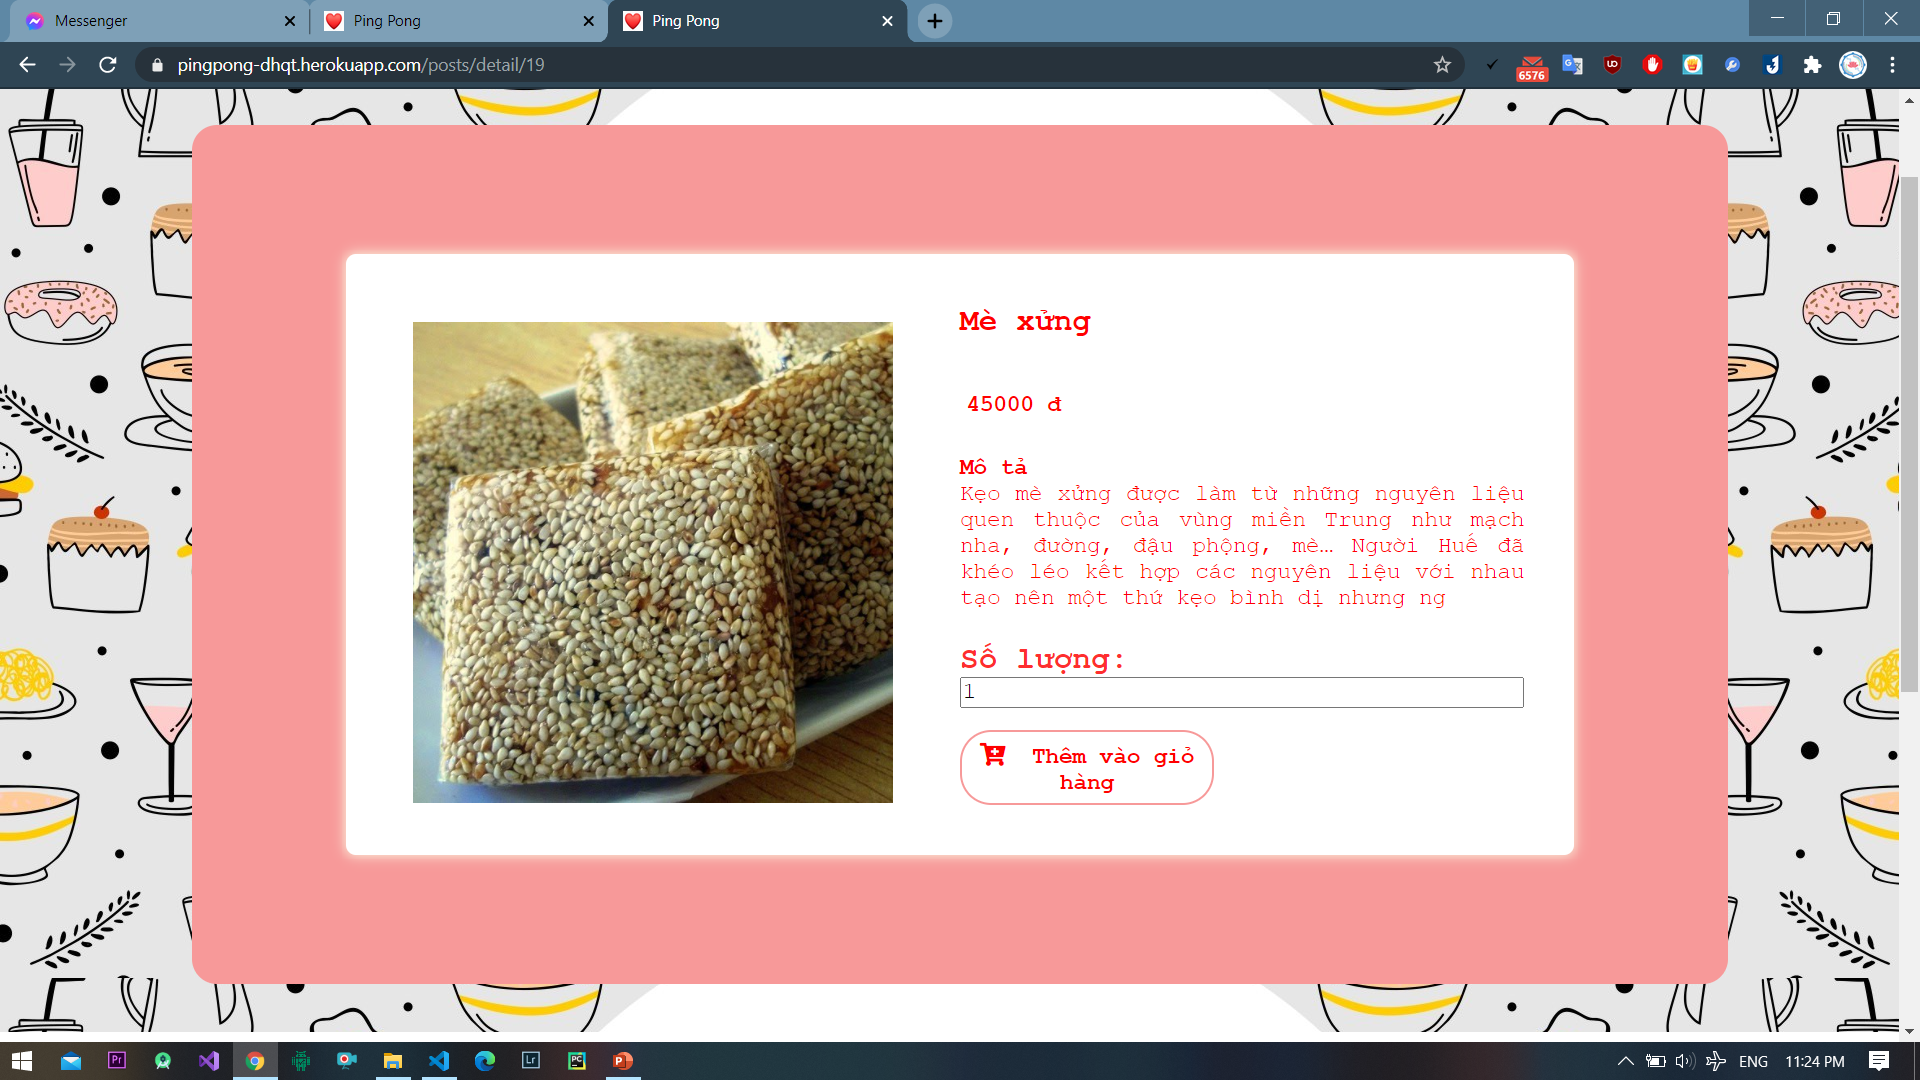 Messenger
Ping Pong
Ping Pong
pingpong-dhqt.herokuapp.com/posts/detail/19
6576
Mè xửng
45000 đ
Mô tả
Kẹo mè xửng được làm từ những nguyên liệu
quen thuộc của vùng miền Trung như mạch
nha, đường, đậu phộng, mè… Người Huế đã
khéo léo kết hợp các nguyên liệu với nhau
tạo nên một thứ kẹo bình dị nhưng ng
Số lượng:
1
Thêm vào giỏ
hàng
Pr
Lr
PC
P
ENG
11:24 PM